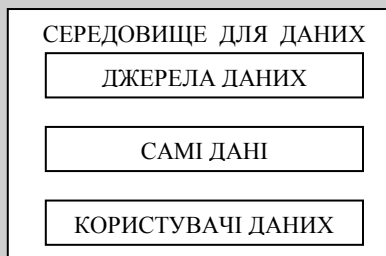 СЕРЕДОВИЩЕ ДЛЯ ДАНИХ
ДЖЕРЕЛА ДАНИХ
САМІ ДАНІ
КОРИСТУВАЧІ ДАНИХ